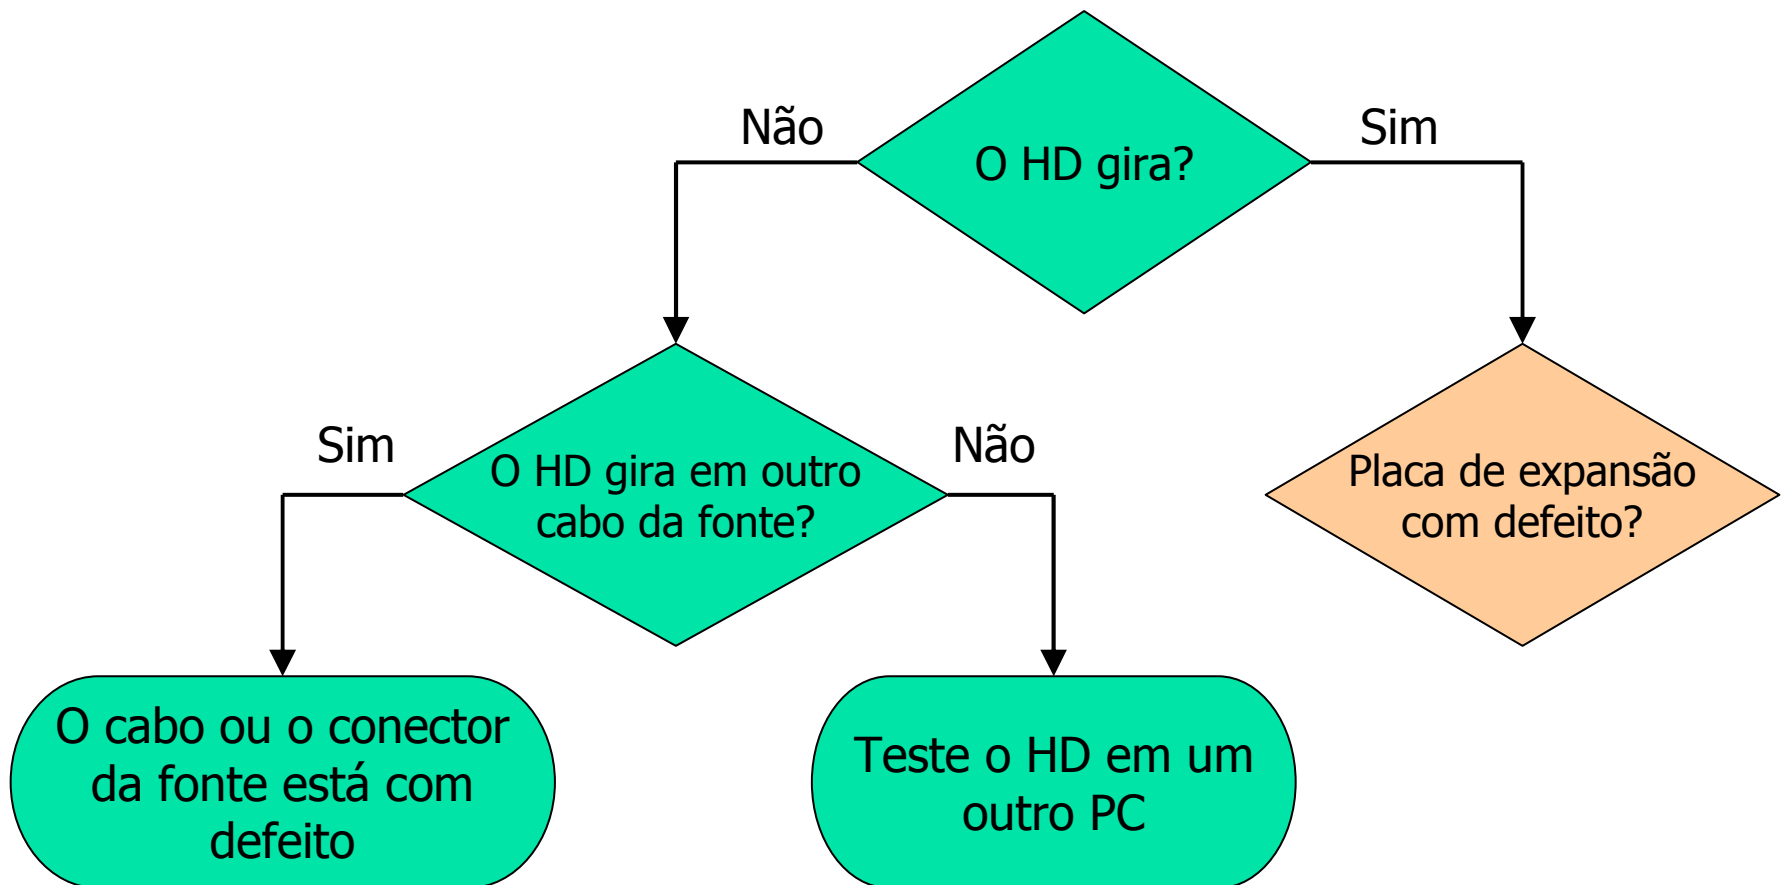 Não
Sim
O HD gira?
Sim
Não
O HD gira em outro
cabo da fonte?
Placa de expansão
com defeito?
O cabo ou o conector
da fonte está com
defeito
Teste o HD em um
outro PC